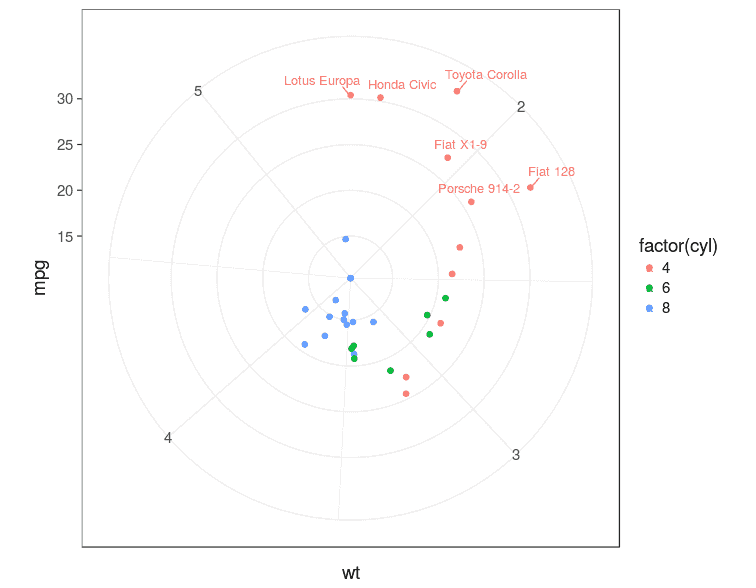 Lotus Europa
Honda Civic
Toyota Corolla
5
30
2
25
Fiat X1-9
20
Porsche 914-2
Fiat 128
15
mpg
factor(cyl)
4
6
8
4
3
wt